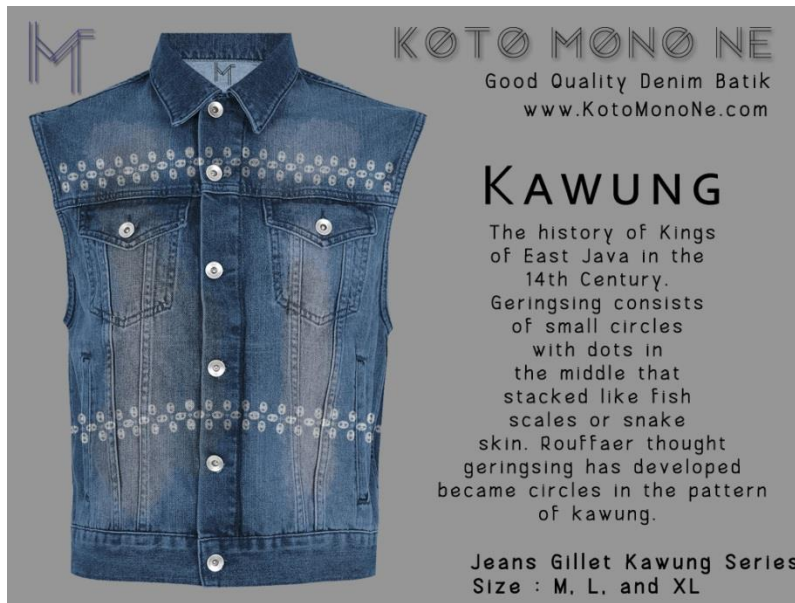 KOTO MONO NE
Good Quality Denim Batik
www.KotoMonoNe.com
KAWUNG
The history of Kings
of East Java in the
14th Century.
Geringsing consists
of small circles
with dots in
the middle that
stacked like fish
scales or snake
skin. Rouffaer thought
geringsing has developed
became circles in the pattern
of kawung.
Jeans Gillet Kawung Series
Size : M, L, and XL